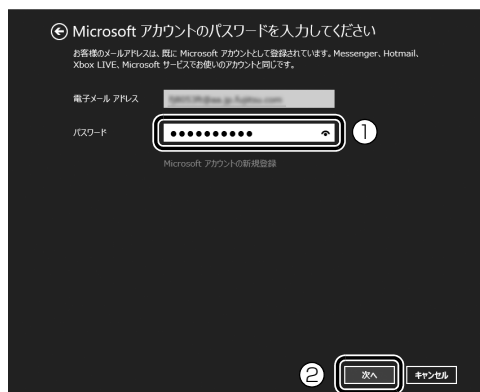 Microsoft アカウントのパスワードを入力してください
お客様のメールアドレスは、既に Microsoft アカウントとして登録されています。Messenger、Hotmail、
Xbox LIVE、Microsoft サービスでお使いのアカウントと同じです。
電子メール アドレス
パスワード ●●●●●●●●●● ①
Microsoft アカウントの新規登録
② 次へ キャンセル